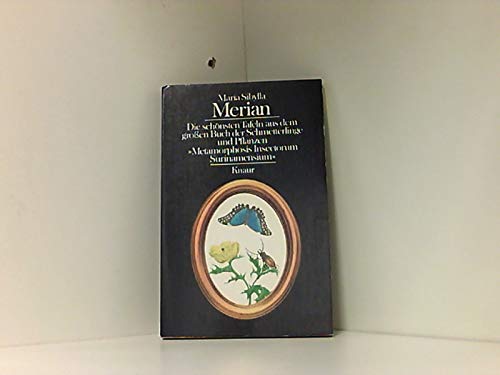 Maria Sibylla
Merian
Die schönsten Tafeln aus dem
großen Buch der Schmetterlinge
und Pflanzen
»Metamorphosis Insectorum
Surinamensium«
Knaur